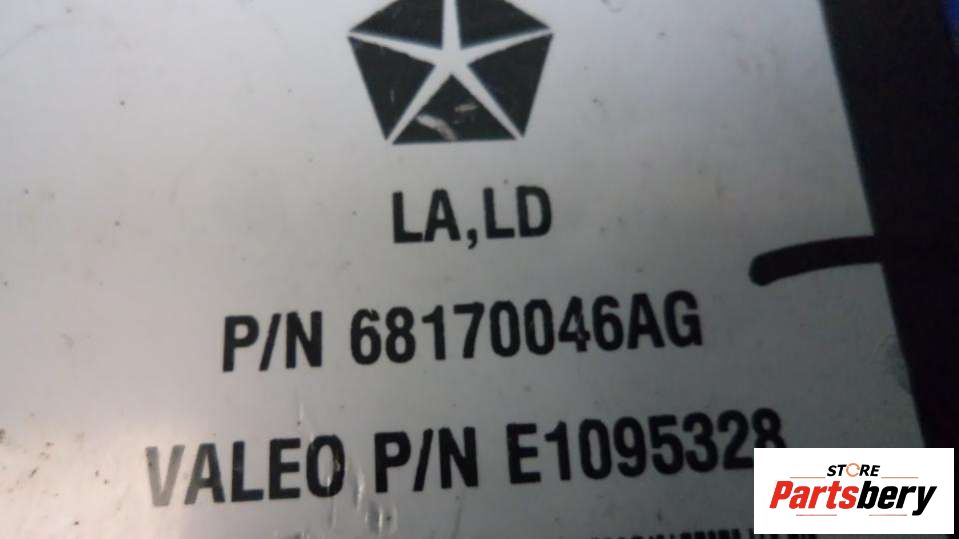 LA,LD
P/N 68170046AG
VALEO P/N E1095328
STORE
Partsbery